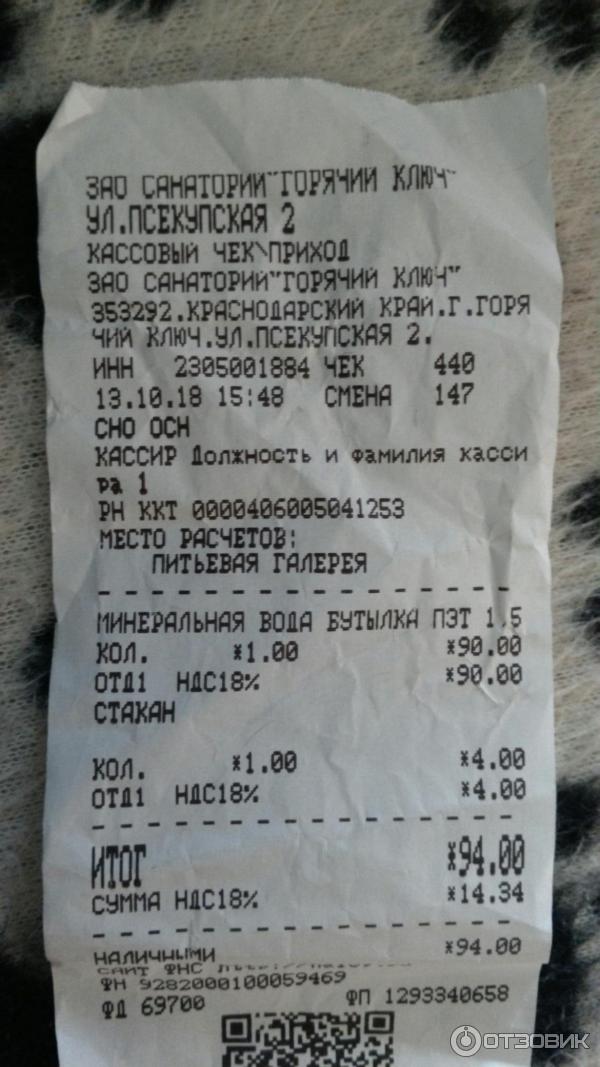 ЗАО САНАТОРИЙ"ГОРЯЧИЙ КЛЮЧ"
УЛ.ПСЕКУПСКАЯ 2
КАССОВЫЙ ЧЕК\ПРИХОД
ЗАО САНАТОРИЙ"ГОРЯЧИЙ КЛЮЧ"
353292.КРАСНОДАРСКИЙ КРАЙ.Г.ГОРЯ
ЧИЙ КЛЮЧ.УЛ.ПСЕКУПСКАЯ 2.
ИНН 2305001884 ЧЕК 440
13.10.18 15:48 СМЕНА 147
СНО ОСН
КАССИР Должность и фамилия касси
ра 1
РН ККТ 0000406005041253
МЕСТО РАСЧЕТОВ:
ПИТЬЕВАЯ ГАЛЕРЕЯ
МИНЕРАЛЬНАЯ ВОДА БУТЫЛКА ПЭТ 1,5
КОЛ. *1.00 *90.00
ОТД1 НДС18% *90.00
СТАКАН
КОЛ. *1.00 *4.00
ОТД1 НДС18% *4.00
ИТОГ *94.00
СУММА НДС18% *14.34
НАЛИЧНЫМИ *94.00
САЙТ ФНС
ФН 9282000100059469
ФД 69700 ФП 1293340658
ОТЗОВИК